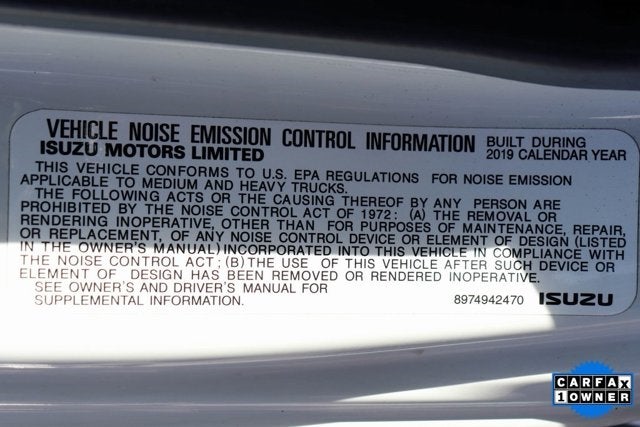 VEHICLE NOISE EMISSION CONTROL INFORMATION BUILT DURING
ISUZU MOTORS LIMITED 2019 CALENDAR YEAR
THIS VEHICLE CONFORMS TO U.S. EPA REGULATIONS FOR NOISE EMISSION
APPLICABLE TO MEDIUM AND HEAVY TRUCKS.
THE FOLLOWING ACTS OR THE CAUSING THEREOF BY ANY PERSON ARE
PROHIBITED BY THE NOISE CONTROL ACT OF 1972: (A) THE REMOVAL OR
RENDERING INOPERATIVE, OTHER THAN FOR PURPOSES OF MAINTENANCE, REPAIR,
OR REPLACEMENT, OF ANY NOISE CONTROL DEVICE OR ELEMENT OF DESIGN (LISTED
IN THE OWNER'S MANUAL) INCORPORATED INTO THIS VEHICLE IN COMPLIANCE WITH
THE NOISE CONTROL ACT; (B) THE USE OF THIS VEHICLE AFTER SUCH DEVICE OR
ELEMENT OF DESIGN HAS BEEN REMOVED OR RENDERED INOPERATIVE.
SEE OWNER'S AND DRIVER'S MANUAL FOR
SUPPLEMENTAL INFORMATION. 8974942470 ISUZU
CARFAX
1 OWNER